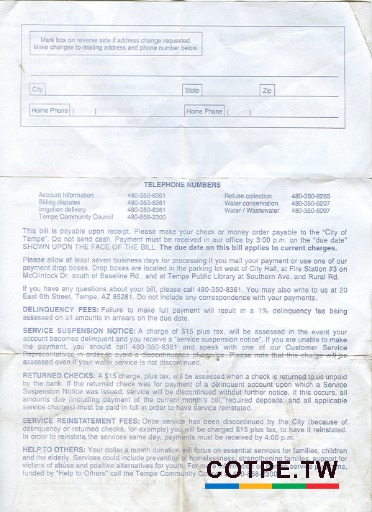 Mark box on reverse side if address change requested.
Make changes to mailing address and phone number below.
City
State
Zip
Home Phone ( )
Home Phone ( )
TELEPHONE NUMBERS
Account information 480-350-8361 Refuse collection 480-350-8265
Billing disputes 480-350-8361 Water conservation 480-350-8207
Irrigation delivery 480-350-8361 Water / Wastewater 480-350-8207
Tempe Community Council 480-858-2300
This bill is payable upon receipt. Please make your check or money order payable to the "City of
Tempe". Do not send cash. Payment must be received in our office by 3:00 p.m. on the "due date"
SHOWN UPON THE FACE OF THE BILL. The due date on this bill applies to current charges.
Please allow at least seven business days for processing if you mail your payment or use one of our
payment drop boxes. Drop boxes are located in the parking lot west of City Hall, at Fire Station #3 on
McClintock Dr. south of Baseline Rd., and at Tempe Public Library at Southern Ave. and Rural Rd.
If you have any questions about your bill, please call 480-350-8361. You may also write to us at 20
East 6th Street, Tempe, AZ 85281. Do not include any correspondence with your payments.
DELINQUENCY FEES: Failure to make full payment will result in a 1% delinquency fee being
assessed on all amounts in arrears on the due date.
SERVICE SUSPENSION NOTICE: A charge of $15 plus tax, will be assessed in the event your
account becomes delinquent and you receive a "service suspension notice". If you are unable to make
the payment, you should call 480-350-8361 and speak with one of our Customer Service
Representatives in order to avoid a discontinuance of service. Please note that this charge will be
assessed even if your water service is not discontinued.
RETURNED CHECKS: A $15 charge, plus tax, will be assessed when a check is returned to us unpaid
by the bank. If the returned check was for payment of a delinquent account upon which a Service
Suspension Notice was issued, service will be discontinued without further notice. If this occurs, all
amounts due (including payment of the current month's bill, required deposits, and all applicable
service charges) must be paid in full in order to have service reinstated.
SERVICE REINSTATEMENT FEES: Once service has been discontinued by the City (because of
delinquency or returned checks, for example) you will be charged $15 plus tax, to have it reinstated.
In order to reinstate the services same day, payments must be received by 4:00 p.m.
HELP TO OTHERS: Your dollar a month donation will focus on essential services for families, children
and the elderly. Services could include prevention of homelessness, strengthening families, support for
victims of abuse and positive alternatives for youth. For
funded by "Help to Others" call the Tempe Community
COTPE.TW